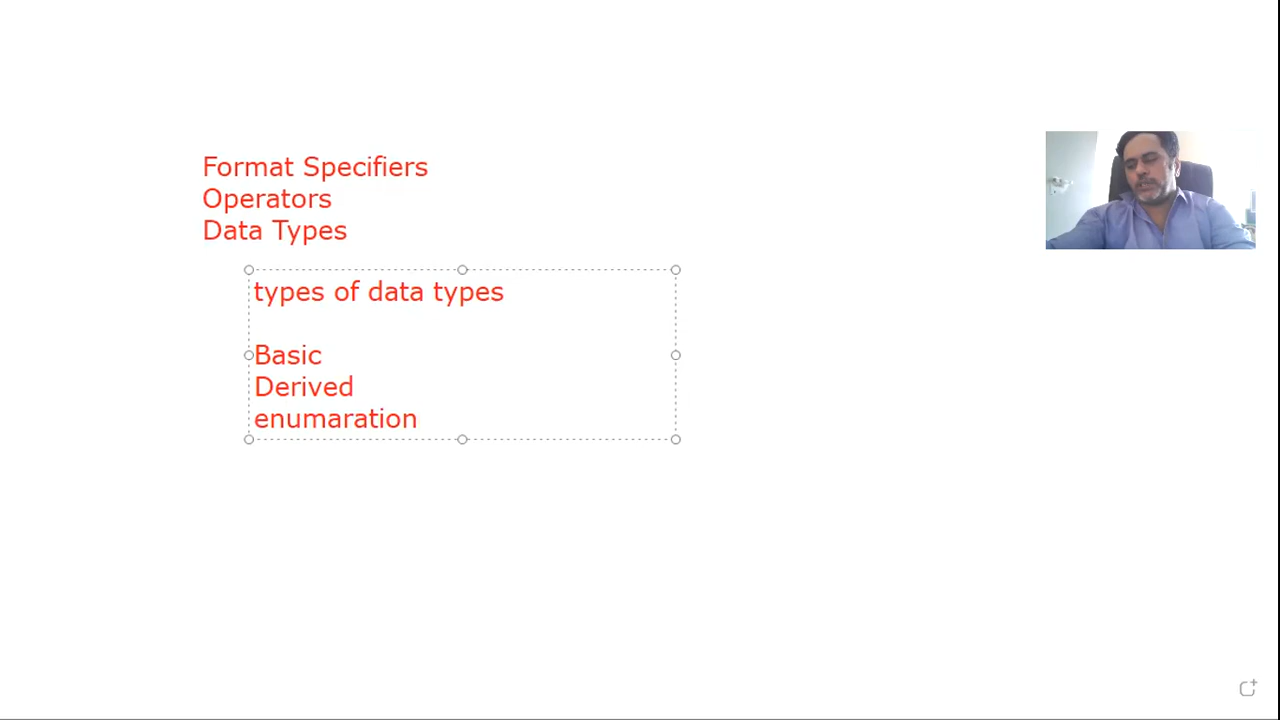 Format Specifiers
Operators
Data Types
types of data types
Basic
Derived
enumaration